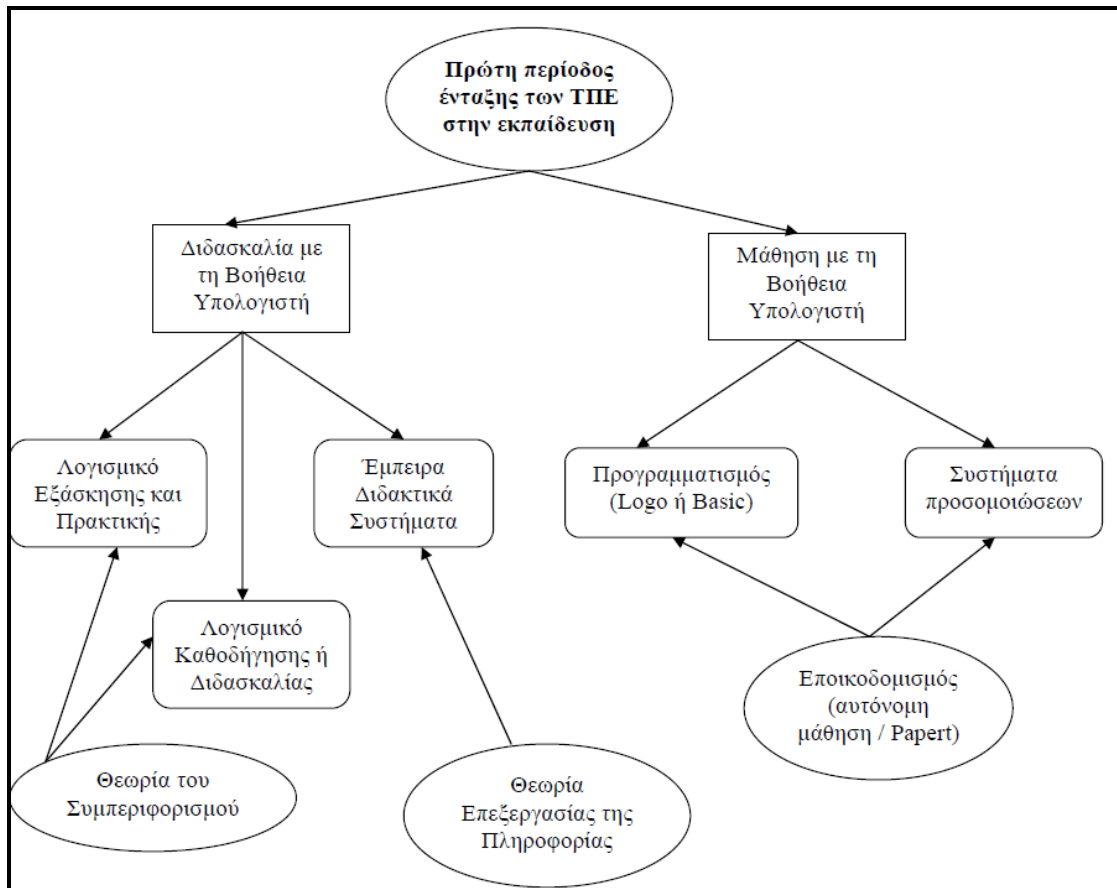 Πρώτη περίοδος
ένταξης των ΤΠΕ
στην εκπαίδευση
Διδασκαλία με
τη Βοήθεια
Υπολογιστή
Μάθηση με τη
Βοήθεια
Υπολογιστή
Λογισμικό
Εξάσκησης και
Πρακτικής
Έμπειρα
Διδακτικά
Συστήματα
Προγραμματισμός
(Logo ή Basic)
Συστήματα
προσομοιώσεων
Λογισμικό
Καθοδήγησης ή
Διδασκαλίας
Εποικοδομισμός
(αυτόνομη
μάθηση / Papert)
Θεωρία του
Συμπεριφορισμού
Θεωρία
Επεξεργασίας της
Πληροφορίας